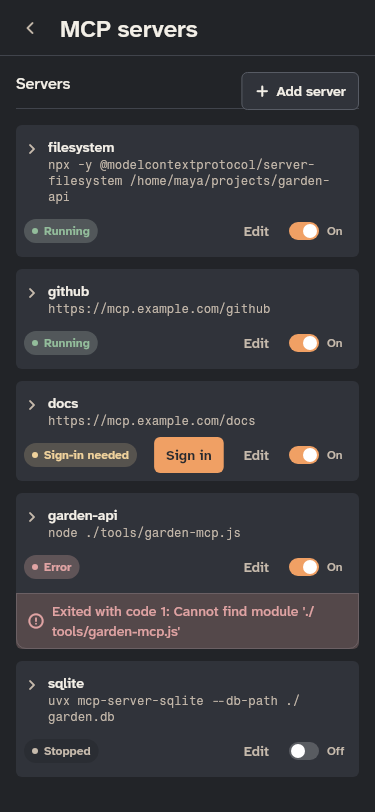 MCP servers
Servers
Add server
filesystem
npx -y @modelcontextprotocol/server-
filesystem /home/maya/projects/garden-
api
Running
Edit
On
github
https://mcp.example.com/github
Running
Edit
On
docs
https://mcp.example.com/docs
Sign-in needed
Sign in
Edit
On
garden-api
node ./tools/garden-mcp.js
Error
Edit
On
Exited with code 1: Cannot find module './
tools/garden-mcp.js'
sqlite
uvx mcp-server-sqlite --db-path ./
garden.db
Stopped
Edit
Off